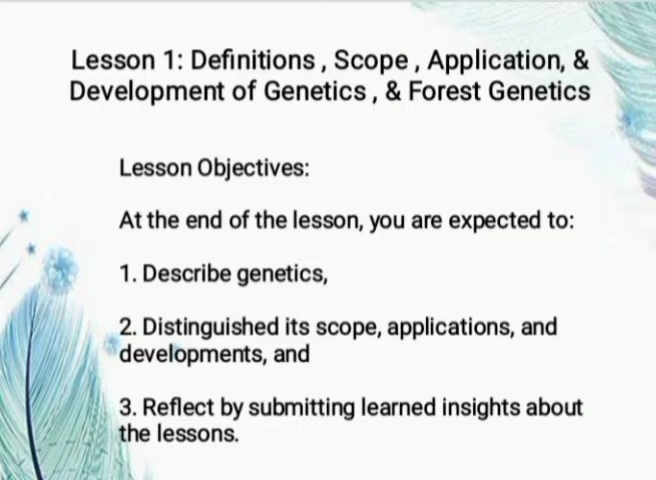 Lesson 1: Definitions , Scope , Application, &
Development of Genetics , & Forest Genetics
Lesson Objectives:
At the end of the lesson, you are expected to:
1. Describe genetics,
2. Distinguished its scope, applications, and
developments, and
3. Reflect by submitting learned insights about
the lessons.